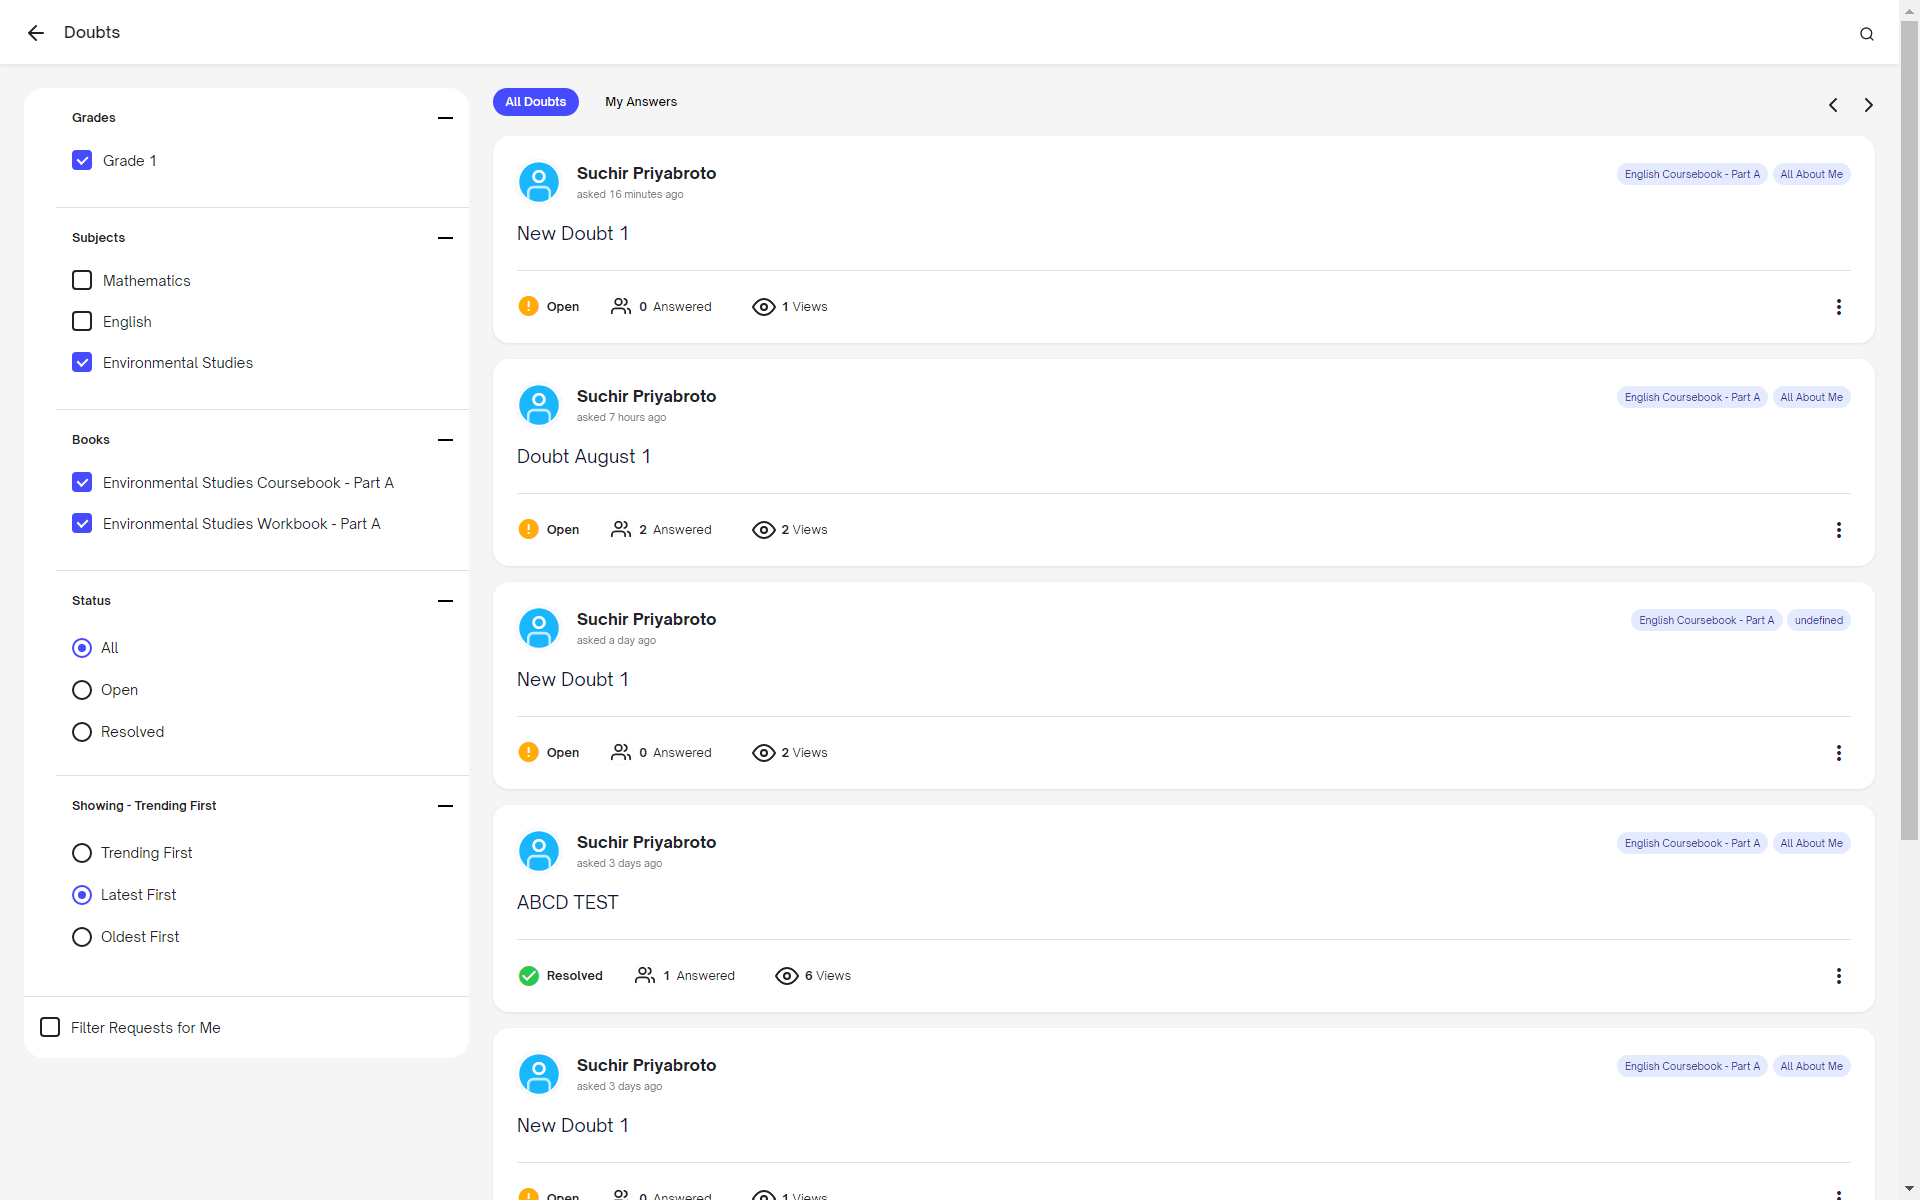 Doubts
Grades
Grade 1
Subjects
Mathematics
English
Environmental Studies
Books
Environmental Studies Coursebook - Part A
Environmental Studies Workbook - Part A
Status
All
Open
Resolved
Showing - Trending First
Trending First
Latest First
Oldest First
Filter Requests for Me
All Doubts My Answers
Suchir Priyabroto English Coursebook - Part A All About Me
asked 16 minutes ago
New Doubt 1
Open 0 Answered 1 Views
Suchir Priyabroto English Coursebook - Part A All About Me
asked 7 hours ago
Doubt August 1
Open 2 Answered 2 Views
Suchir Priyabroto English Coursebook - Part A undefined
asked a day ago
New Doubt 1
Open 0 Answered 2 Views
Suchir Priyabroto English Coursebook - Part A All About Me
asked 3 days ago
ABCD TEST
Resolved 1 Answered 6 Views
Suchir Priyabroto English Coursebook - Part A All About Me
asked 3 days ago
New Doubt 1
Open 0 Answered 1 Views